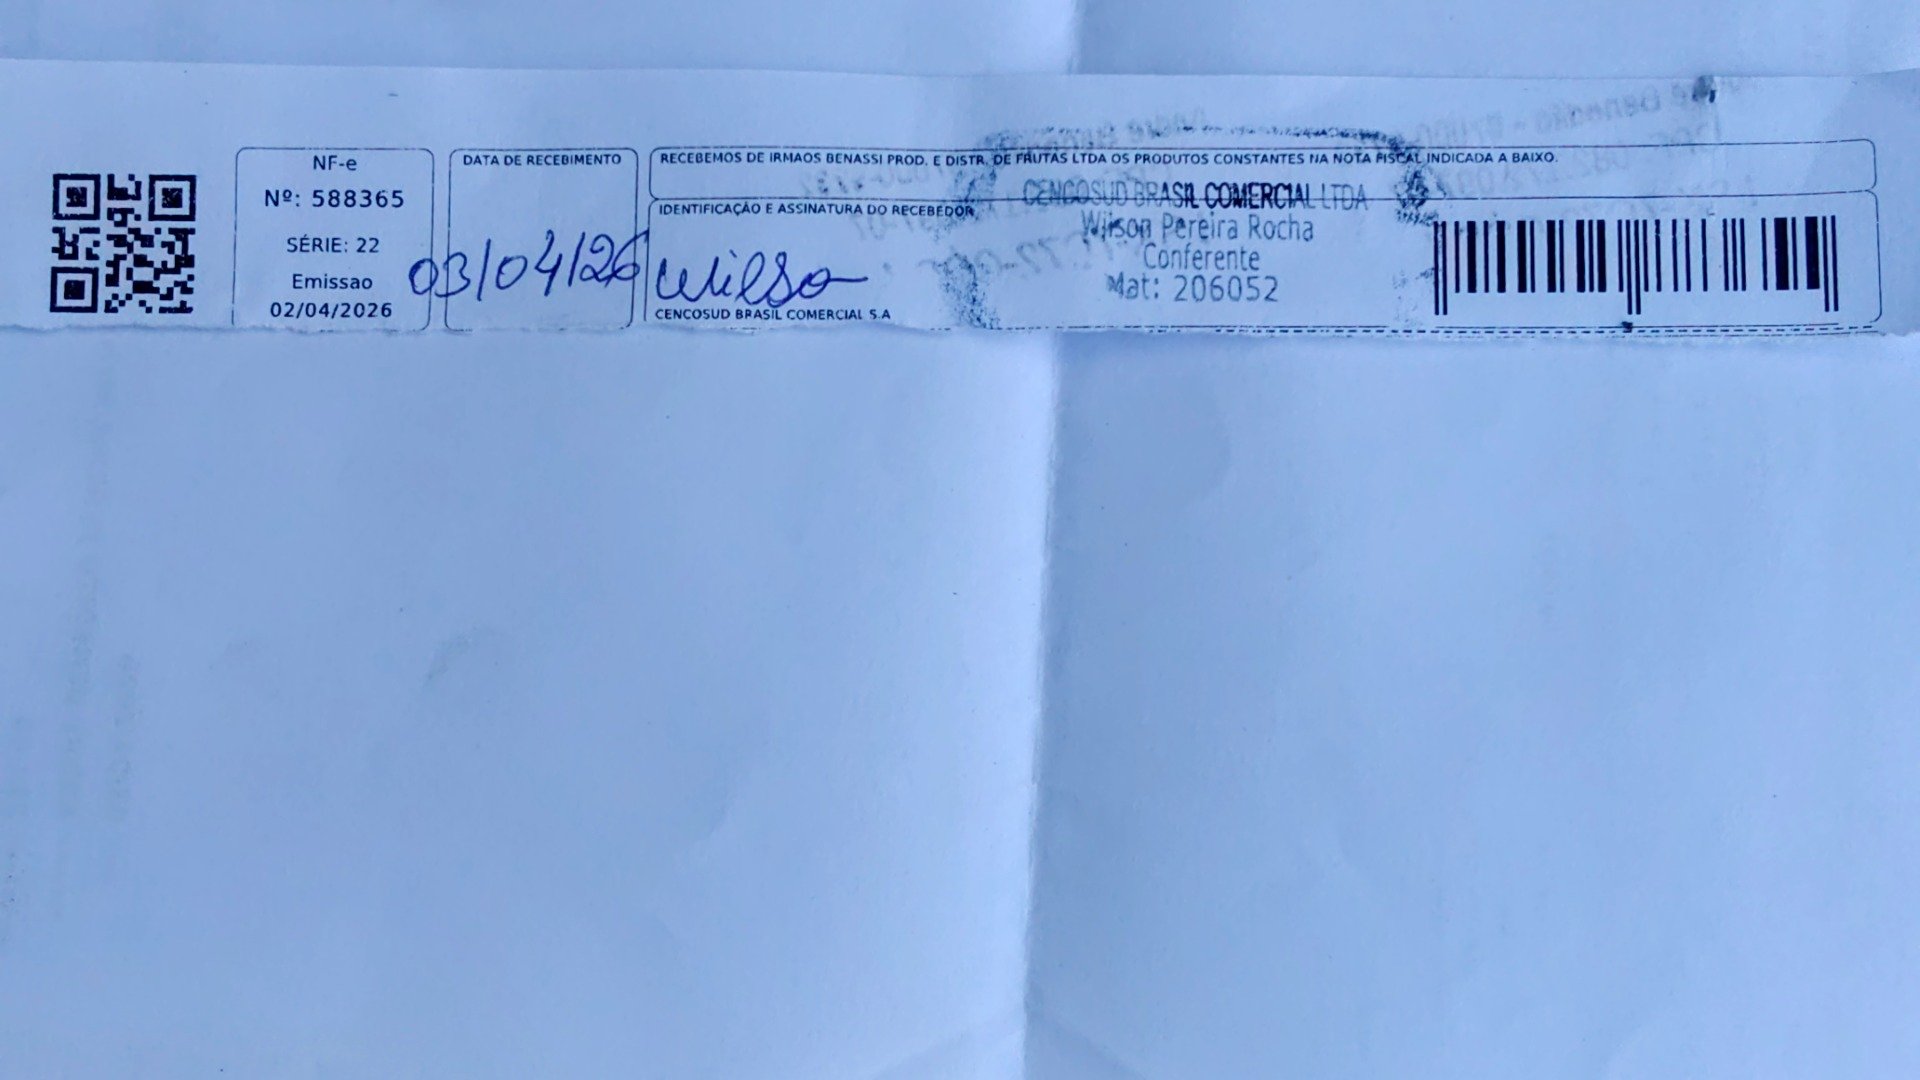 NF-e
Nº: 588365
SÉRIE: 22
Emissao
02/04/2026
DATA DE RECEBIMENTO
03/04/26
RECEBEMOS DE IRMAOS BENASSI PROD. E DISTR. DE FRUTAS LTDA OS PRODUTOS CONSTANTES NA NOTA FISCAL INDICADA A BAIXO.
IDENTIFICAÇÃO E ASSINATURA DO RECEBEDOR
Wilso
CENCOSUD BRASIL COMERCIAL S.A
CENCOSUD BRASIL COMERCIAL LTDA
Wilson Pereira Rocha
Conferente
Mat: 206052